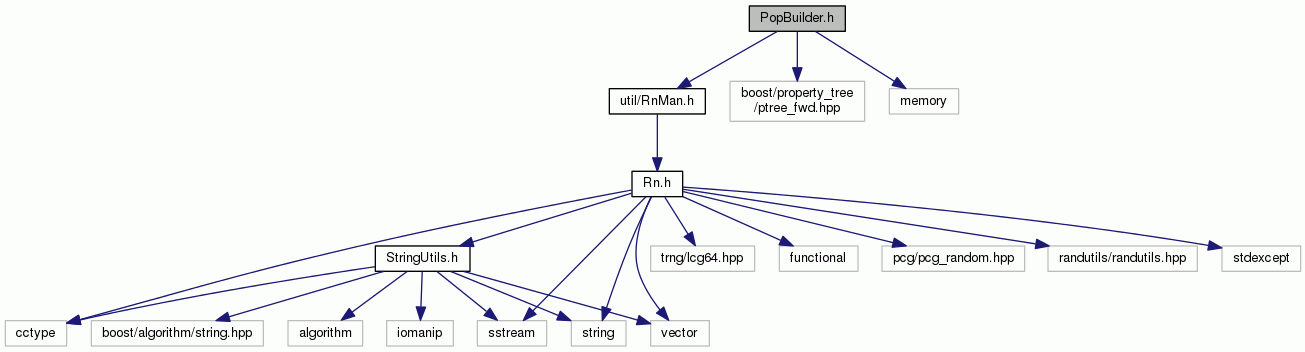 PopBuilder.h
util/RnMan.h
boost/property_tree
/ptree_fwd.hpp
memory
Rn.h
StringUtils.h
trng/lcg64.hpp
functional
pcg/pcg_random.hpp
randutils/randutils.hpp
stdexcept
cctype
boost/algorithm/string.hpp
algorithm
iomanip
sstream
string
vector